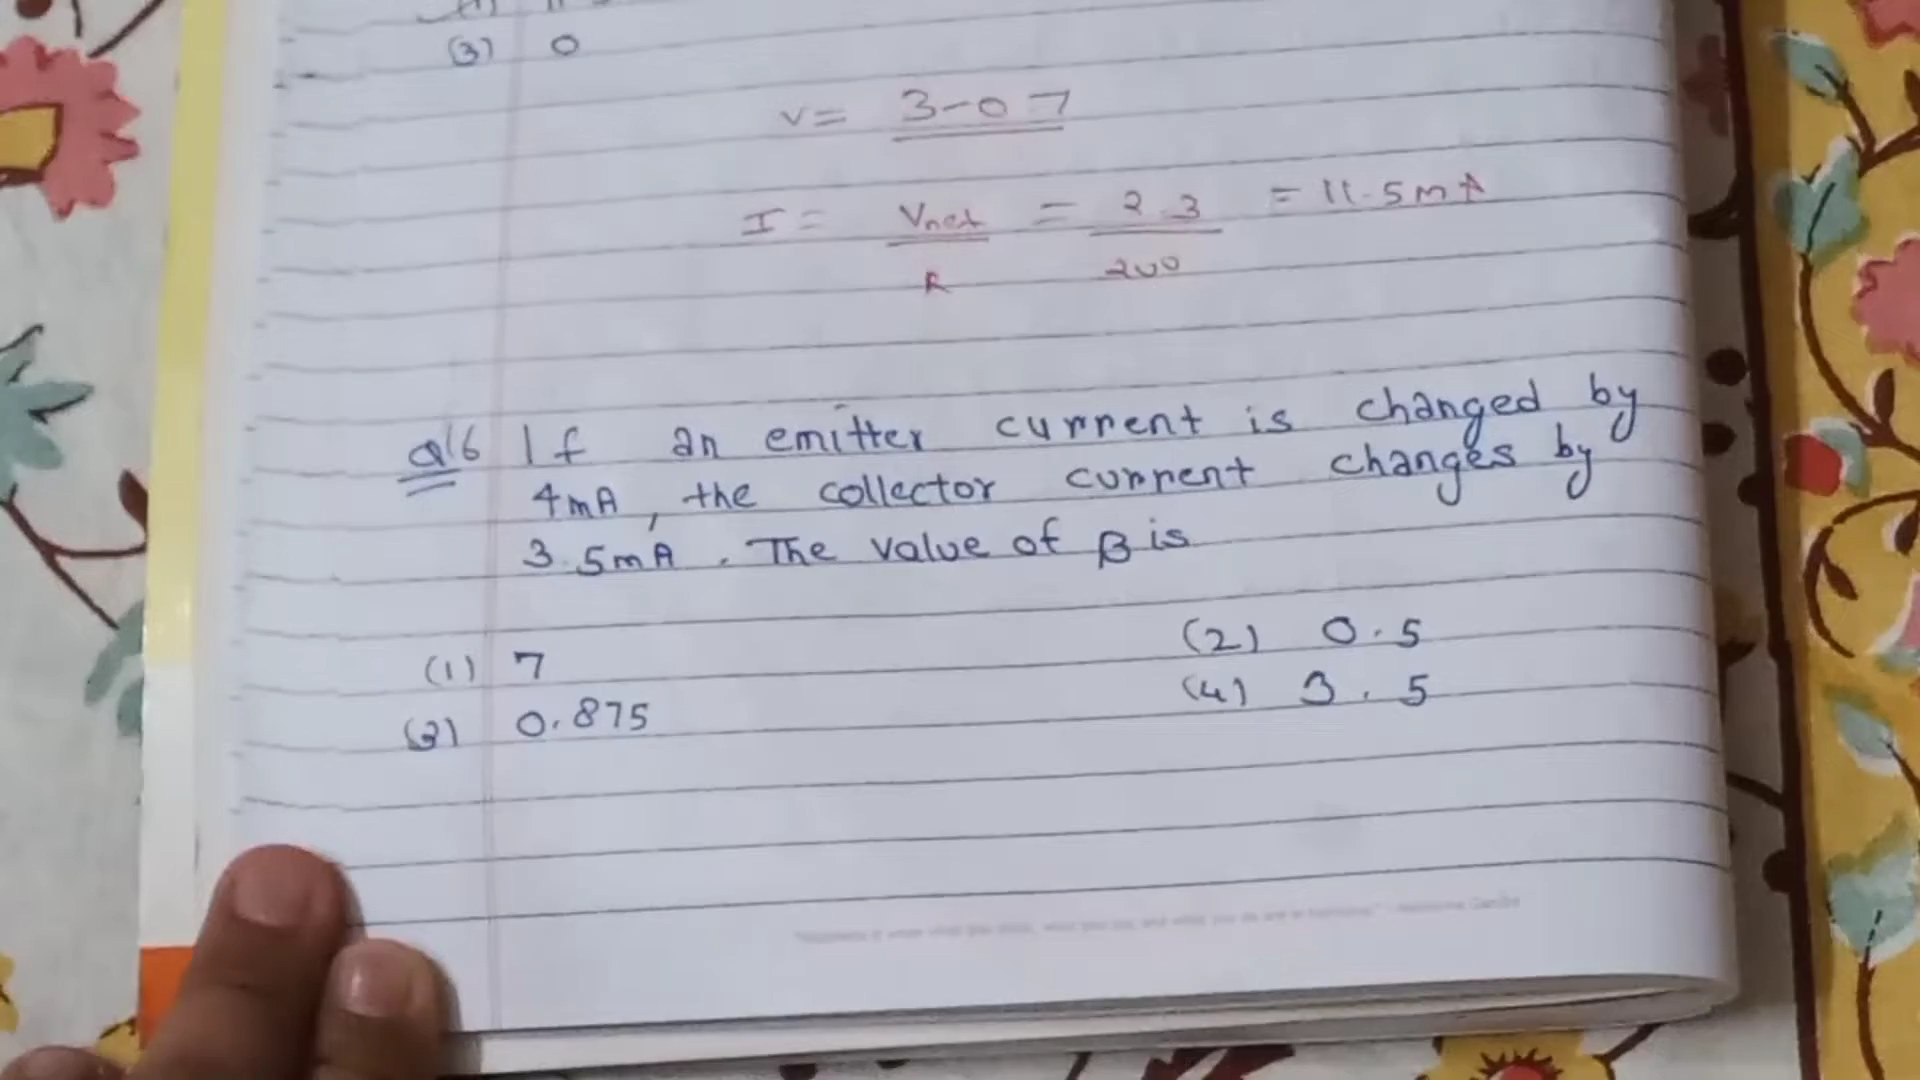 (3) 0
V= 3-0 7
I = Vnet = 2.3 = 11.5mA
R 200
Q16 If an emitter current is changed by
4mA, the collector current changes by
3.5mA. The value of β is
(1) 7 (2) 0.5
(3) 0.875 (4) 3.5